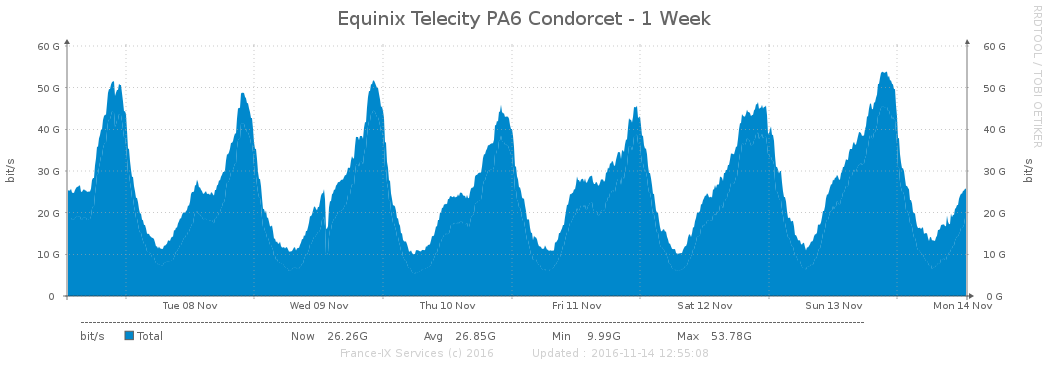 Equinix Telecity PA6 Condorcet - 1 Week
RRDTOOL / TOBI OETIKER
60 G 60 G
50 G 50 G
40 G 40 G
30 G 30 G
20 G 20 G
10 G 10 G
0 0 G
bit/s
bit/s
Tue 08 Nov Wed 09 Nov Thu 10 Nov Fri 11 Nov Sat 12 Nov Sun 13 Nov Mon 14 Nov
bit/s Total Now 26.26G Avg 26.85G Min 9.99G Max 53.78G
France-IX Services (c) 2016 Updated : 2016-11-14 12:55:08